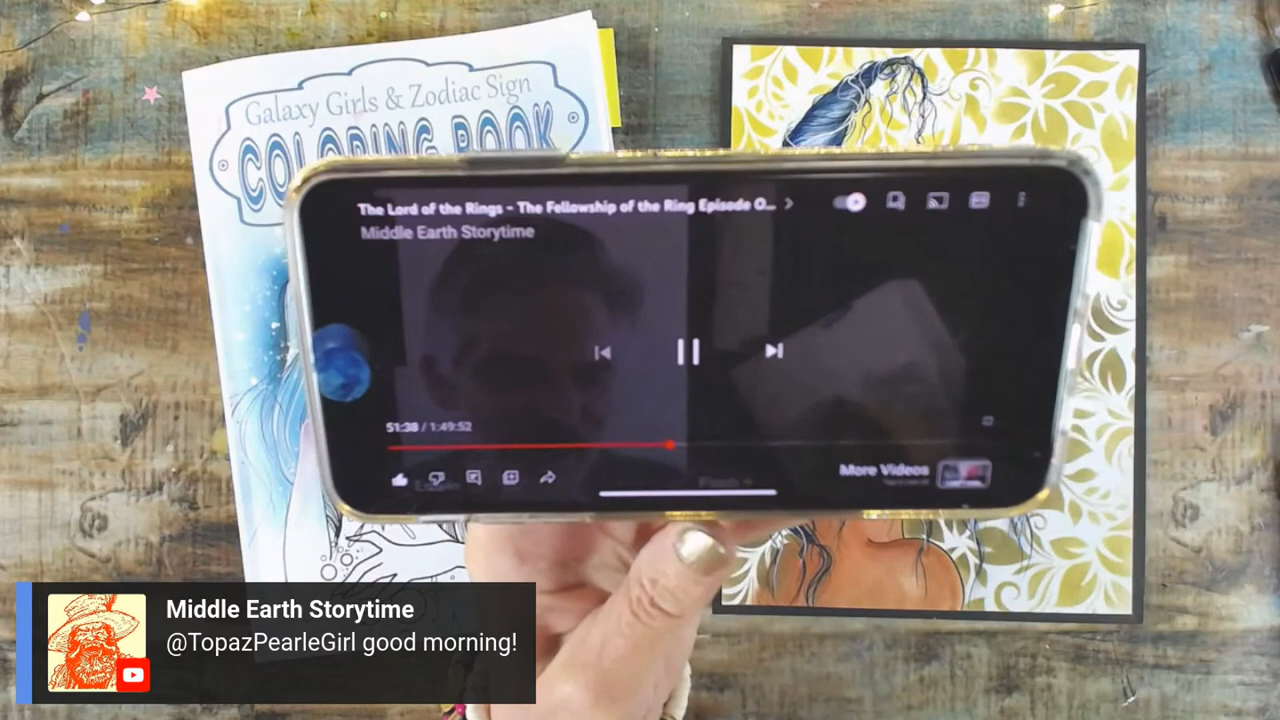 Galaxy Girls & Zodiac Sign
COLORING BOOK
The Lord of the Rings - The Fellowship of the Ring Episode O...
Middle Earth Storytime
51:38 / 1:49:52
More Videos
Middle Earth Storytime
@TopazPearleGirl good morning!